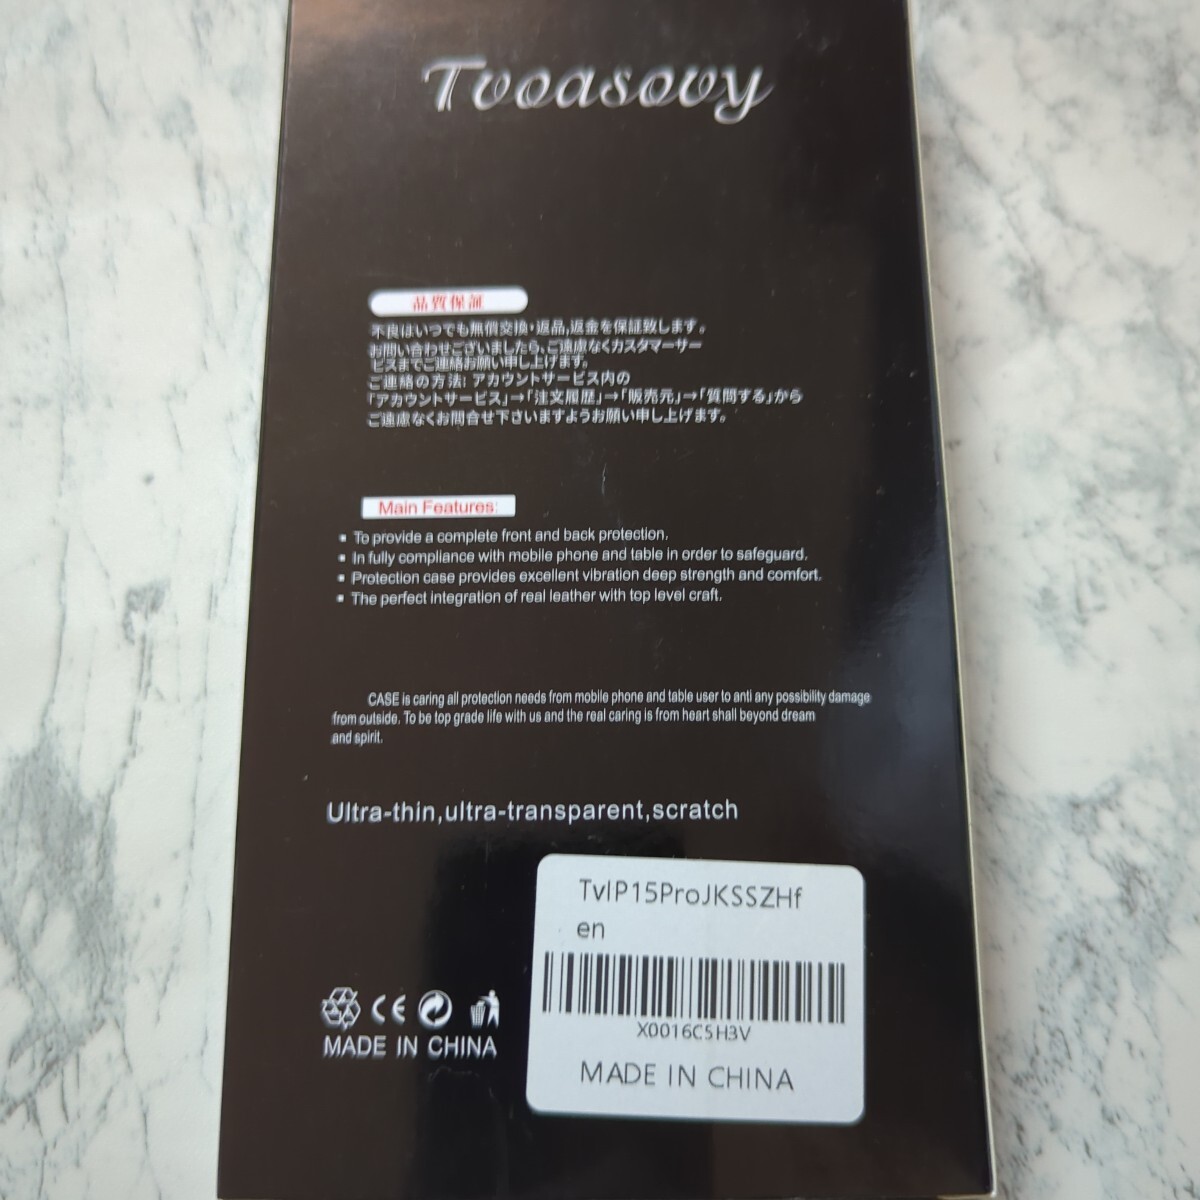 Tvoasovy
品質保証
不良はいつでも無償交換・返品,返金を保証致します。
お問い合わせございましたら、ご遠慮なくカスタマーサー
ビスまでご連絡お願い申し上げます。
ご連絡の方法: アカウントサービス内の
「アカウントサービス」→「注文履歴」→「販売元」→「質問する」から
ご遠慮なくお問合せ下さいますようお願い申し上げます。
Main Features:
▪ To provide a complete front and back protection.
▪ In fully compliance with mobile phone and table in order to safeguard.
▪ Protection case provides excellent vibration deep strength and comfort.
▪ The perfect integration of real leather with top level craft.
CASE is caring all protection needs from mobile phone and table user to anti any possibility damage
from outside. To be top grade life with us and the real caring is from heart shall beyond dream
and spirit.
Ultra-thin,ultra-transparent,scratch
TvIP15ProJKSSZHf
en
X0016C5H3V
MADE IN CHINA
CE
MADE IN CHINA